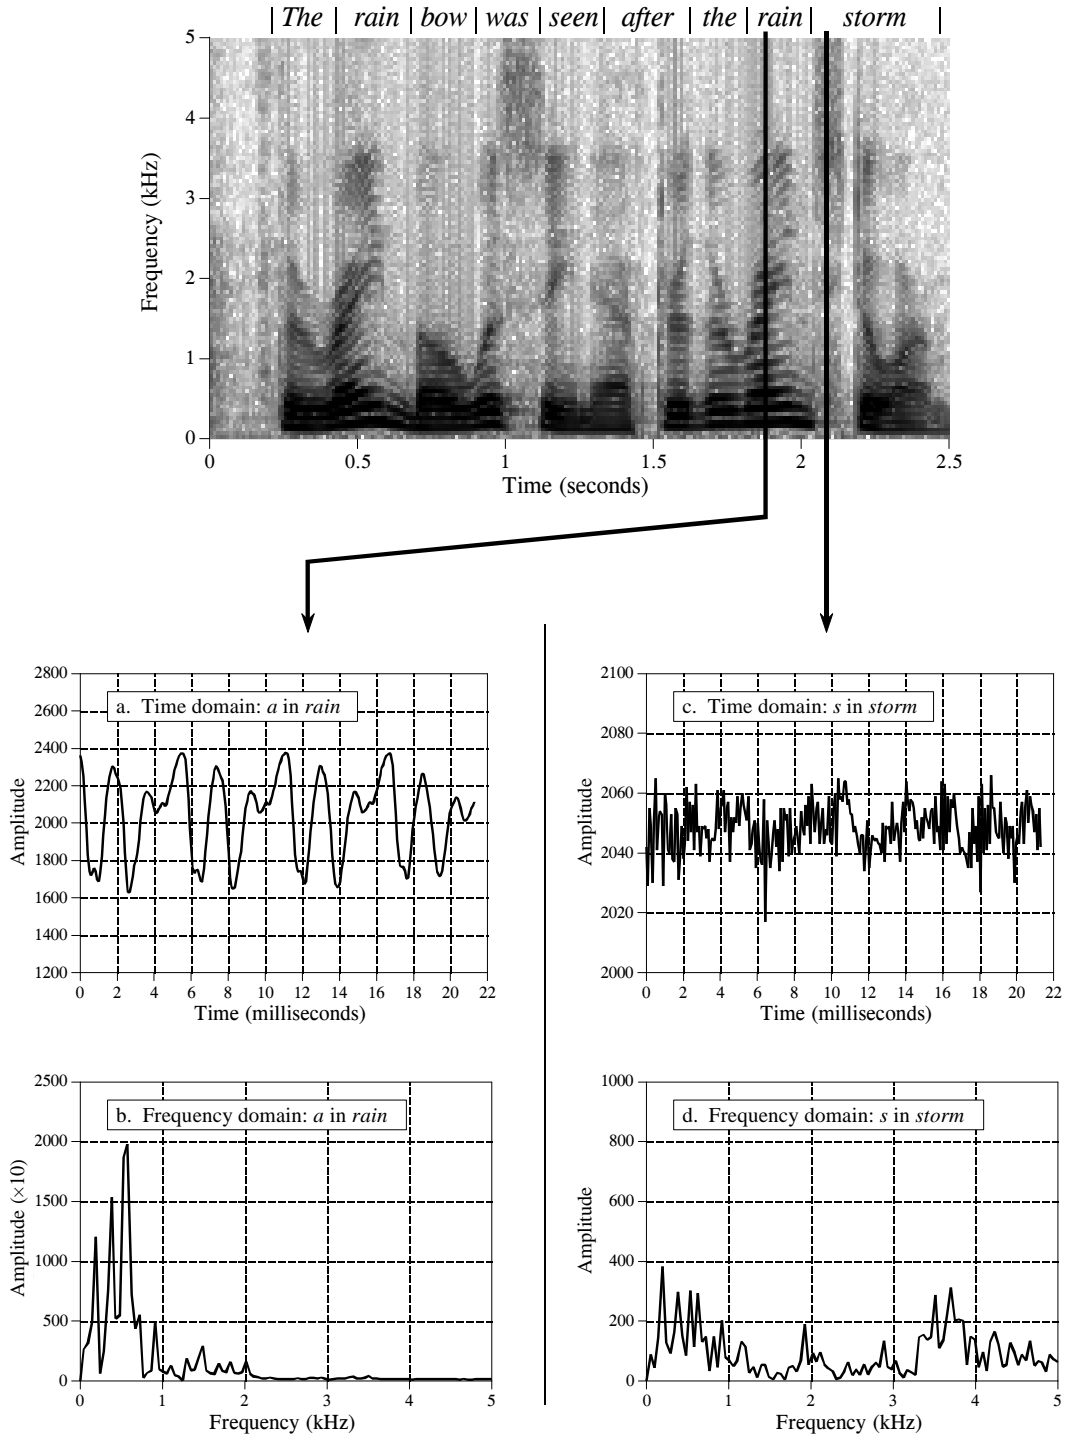 | The | rain | bow | was | seen | after | the | rain | storm |
5
4
3
2
1
0
Frequency (kHz)
0 0.5 1 1.5 2 2.5
Time (seconds)
2800
2600
2400
2200
2000
1800
1600
1400
1200
Amplitude
a. Time domain: a in rain
0 2 4 6 8 10 12 14 16 18 20 22
Time (milliseconds)
2100
2080
2060
2040
2020
2000
Amplitude
c. Time domain: s in storm
0 2 4 6 8 10 12 14 16 18 20 22
Time (milliseconds)
2500
2000
1500
1000
500
0
Amplitude (×10)
b. Frequency domain: a in rain
0 1 2 3 4 5
Frequency (kHz)
1000
800
600
400
200
0
Amplitude
d. Frequency domain: s in storm
0 1 2 3 4 5
Frequency (kHz)